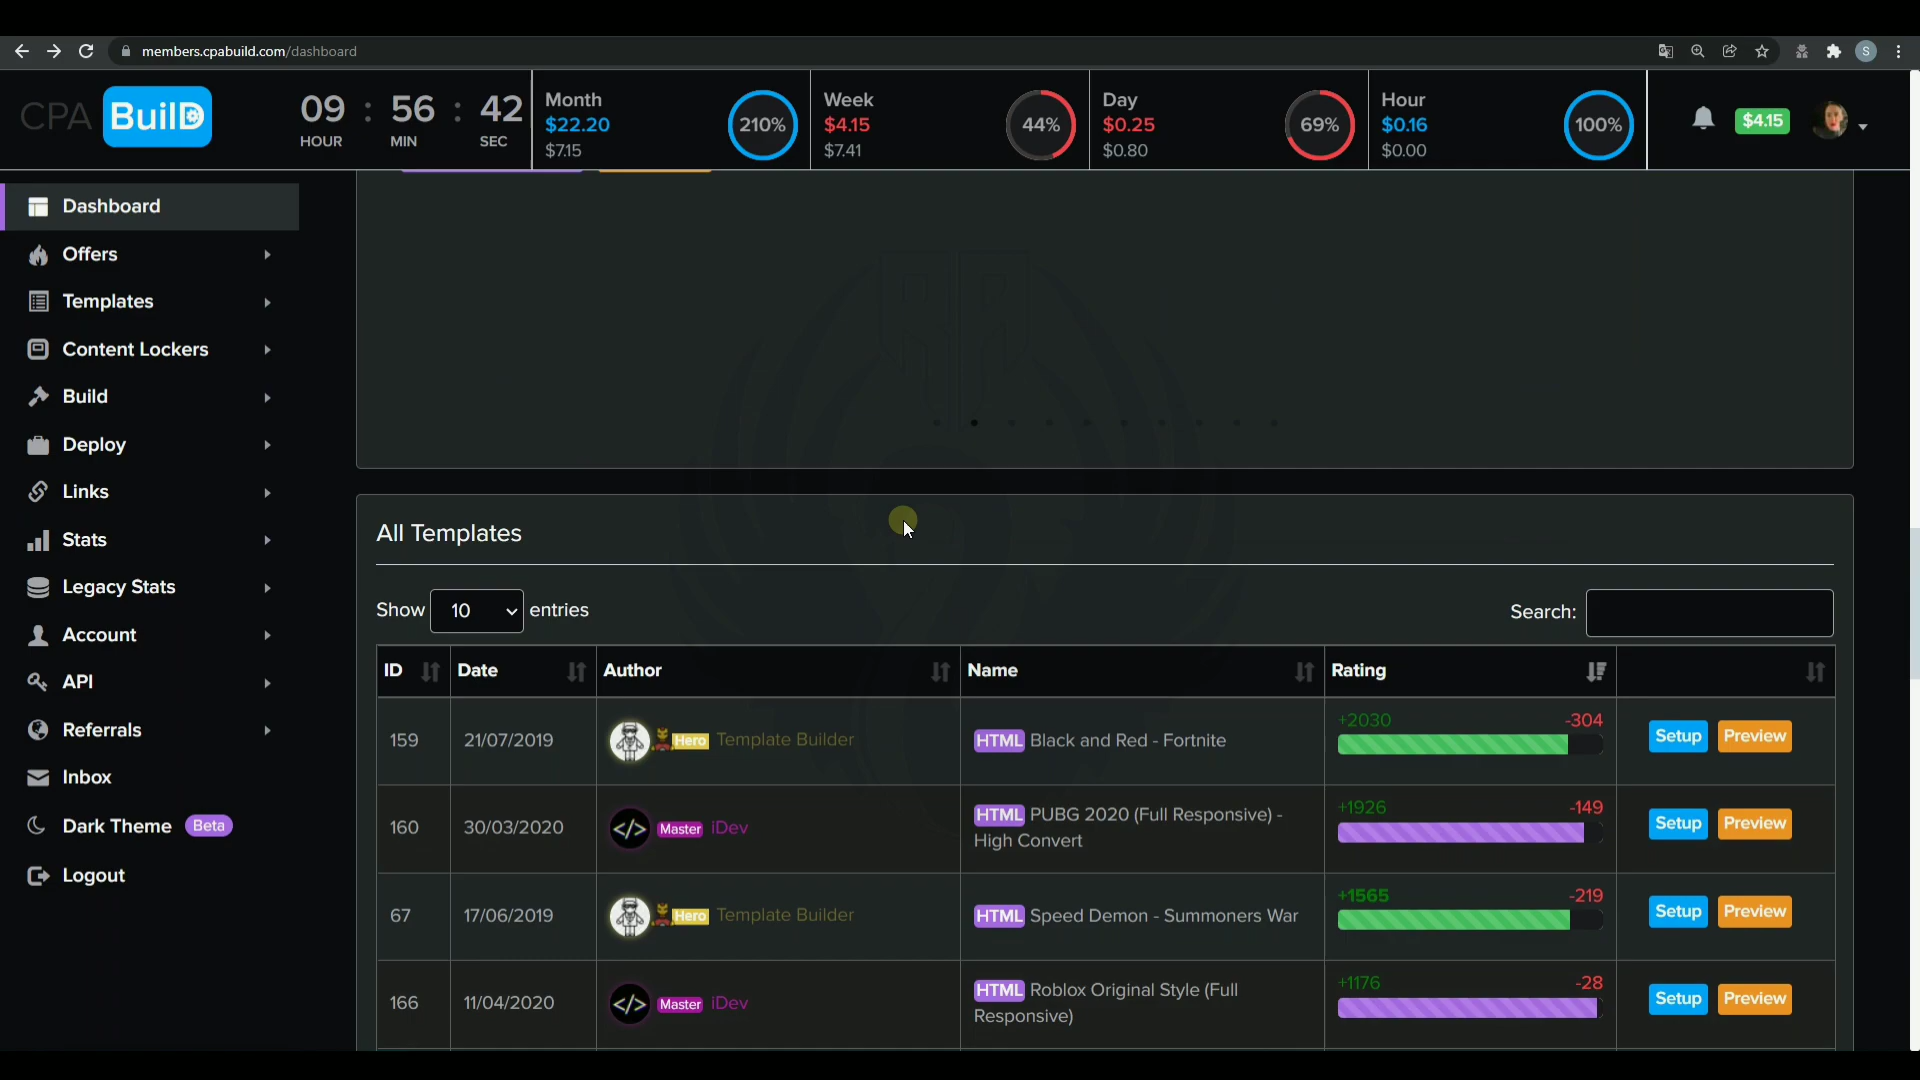 members.cpabuild.com/dashboard
S
CPA BuilD
09 : 56 : 42
HOUR MIN SEC
Month
$22.20
$7.15
210%
Week
$4.15
$7.41
44%
Day
$0.25
$0.80
69%
Hour
$0.16
$0.00
100%
$4.15
Dashboard
Offers
Templates
Content Lockers
Build
Deploy
Links
Stats
Legacy Stats
Account
API
Referrals
Inbox
Dark Theme Beta
Logout
All Templates
Show 10 entries
Search:
ID Date Author Name Rating
159 21/07/2019 Hero Template Builder HTML Black and Red - Fortnite +2030 -304 Setup Preview
160 30/03/2020 </> Master iDev HTML PUBG 2020 (Full Responsive) -
High Convert +1926 -149 Setup Preview
67 17/06/2019 Hero Template Builder HTML Speed Demon - Summoners War +1565 -219 Setup Preview
166 11/04/2020 </> Master iDev HTML Roblox Original Style (Full
Responsive) +1176 -28 Setup Preview